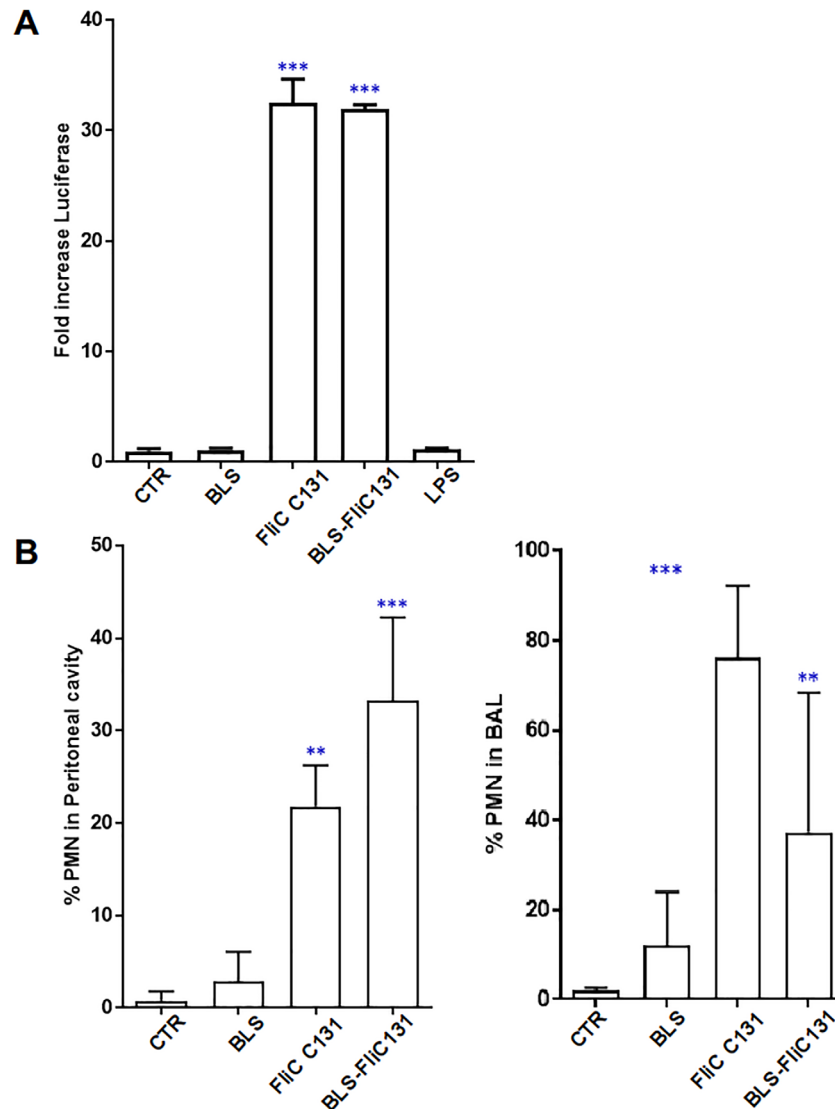 A
Fold increase Luciferase
40
30
20
10
0
***
***
CTR
BLS
FliC C131
BLS-FliC131
LPS
B
% PMN in Peritoneal cavity
50
40
30
20
10
0
**
***
CTR
BLS
FliC C131
BLS-FliC131
% PMN in BAL
100
80
60
40
20
0
***
**
CTR
BLS
FliC C131
BLS-FliC131